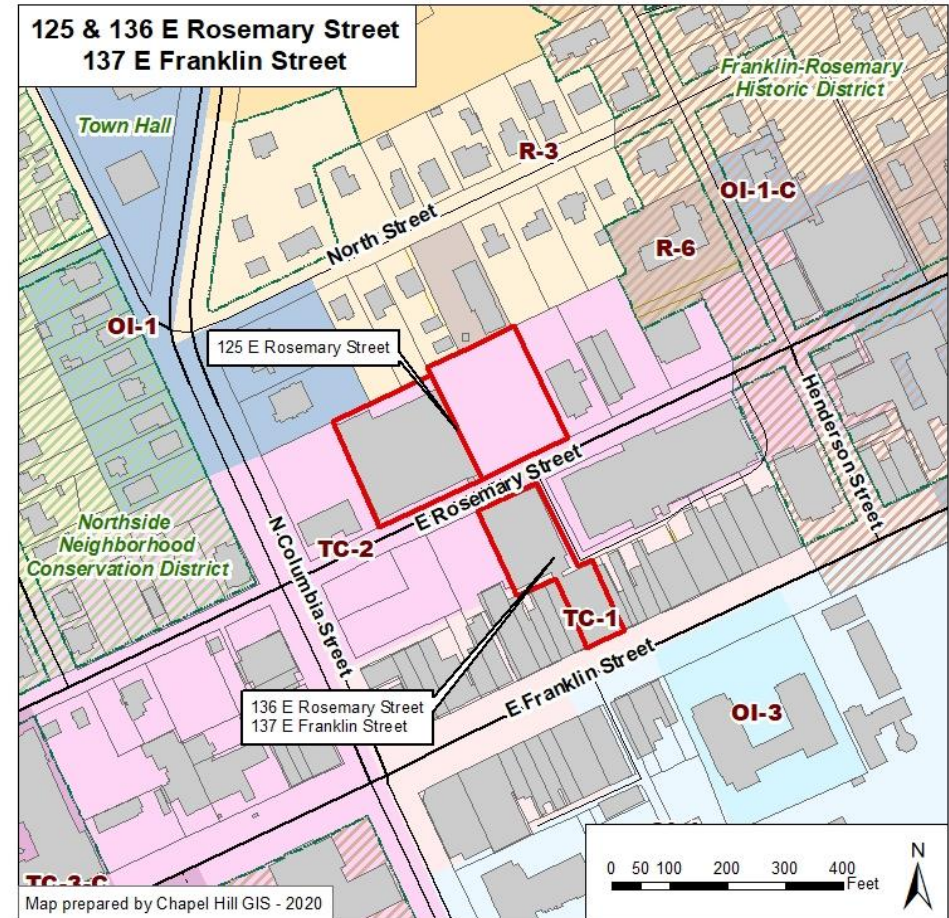 125 & 136 E Rosemary Street
137 E Franklin Street
Town Hall
Franklin-Rosemary
Historic District
R-3
OI-1-C
North Street
R-6
OI-1
125 E Rosemary Street
Henderson Street
E Rosemary Street
Northside
Neighborhood
Conservation District
N Columbia Street
TC-2
TC-1
E Franklin Street
136 E Rosemary Street
137 E Franklin Street
OI-3
TC-3-C
Map prepared by Chapel Hill GIS - 2020
0 50 100 200 300 400
Feet
N